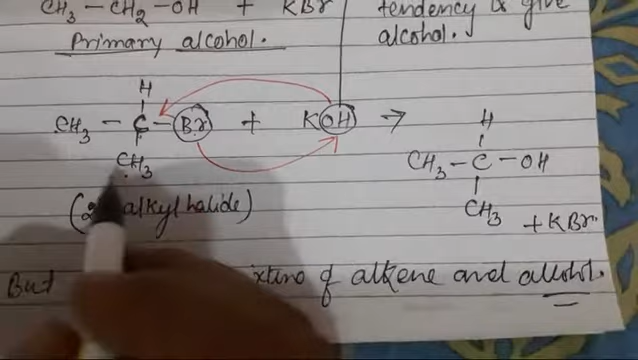 CH₃ – CH₂ – OH + KBr
Primary alcohol.
tendency & give
alcohol.
H
CH₃ – C – Br + KOH → 
CH₃
(2 alkyl halide)
H
CH₃ – C – OH
CH₃
+ KBr.
But of alkene and alcohol.